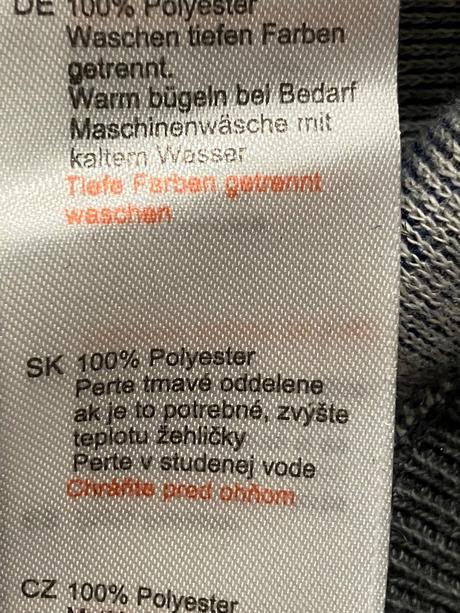 DE 100% Polyester
Waschen tiefen Farben
getrennt.
Warm bügeln bei Bedarf
Maschinenwäsche mit
kaltem Wasser
Tiefe Farben getrennt
waschen
SK 100% Polyester
Perte tmavé oddelene
ak je to potrebné, zvýšte
teplotu žehličky
Perte v studenej vode
Chráňte pred ohňom
CZ 100% Polyester